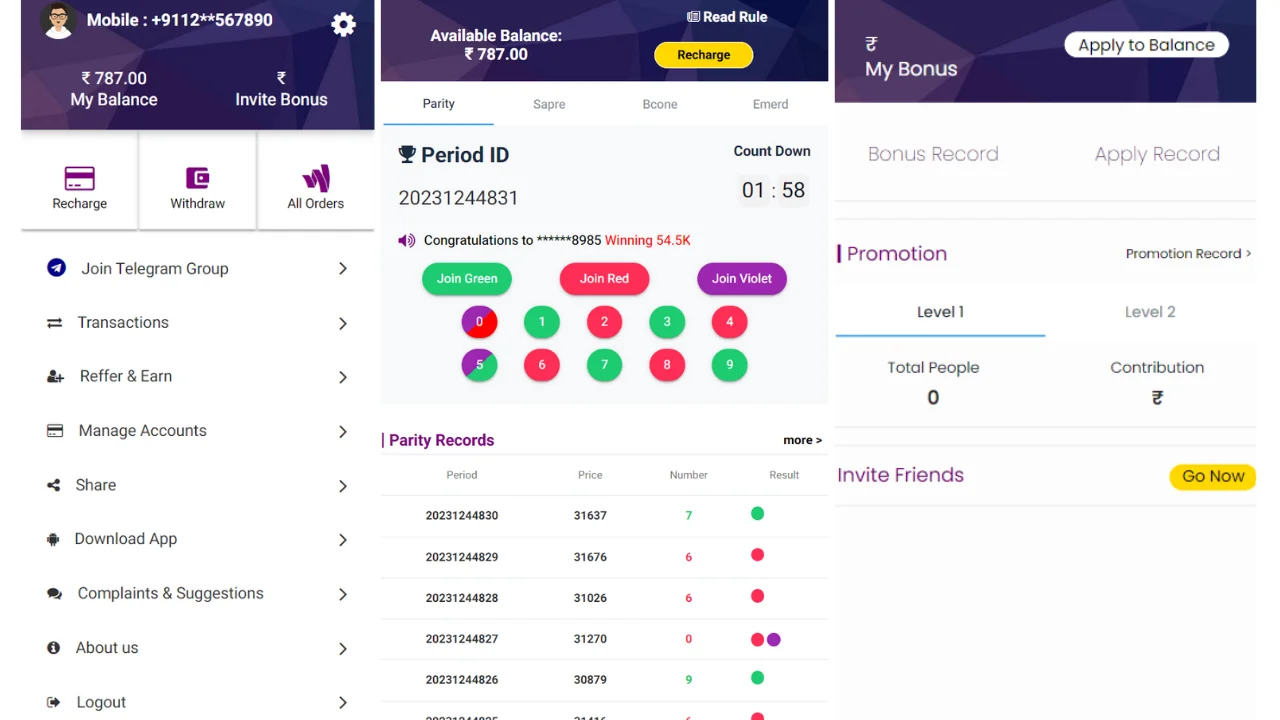 Mobile : +9112**567890
₹ 787.00
My Balance
₹
Invite Bonus
Recharge
Withdraw
All Orders
Join Telegram Group
Transactions
Reffer & Earn
Manage Accounts
Share
Download App
Complaints & Suggestions
About us
Logout
Read Rule
Available Balance:
₹ 787.00
Recharge
Parity Sapre Bcone Emerd
Period ID
Count Down
20231244831
01 : 58
Congratulations to ******8985 Winning 54.5K
Join Green Join Red Join Violet
0 1 2 3 4
5 6 7 8 9
Parity Records
more >
Period Price Number Result
20231244830 31637 7
20231244829 31676 6
20231244828 31026 6
20231244827 31270 0
20231244826 30879 9
₹
My Bonus
Apply to Balance
Bonus Record Apply Record
Promotion
Promotion Record >
Level 1 Level 2
Total People Contribution
0 ₹
Invite Friends
Go Now